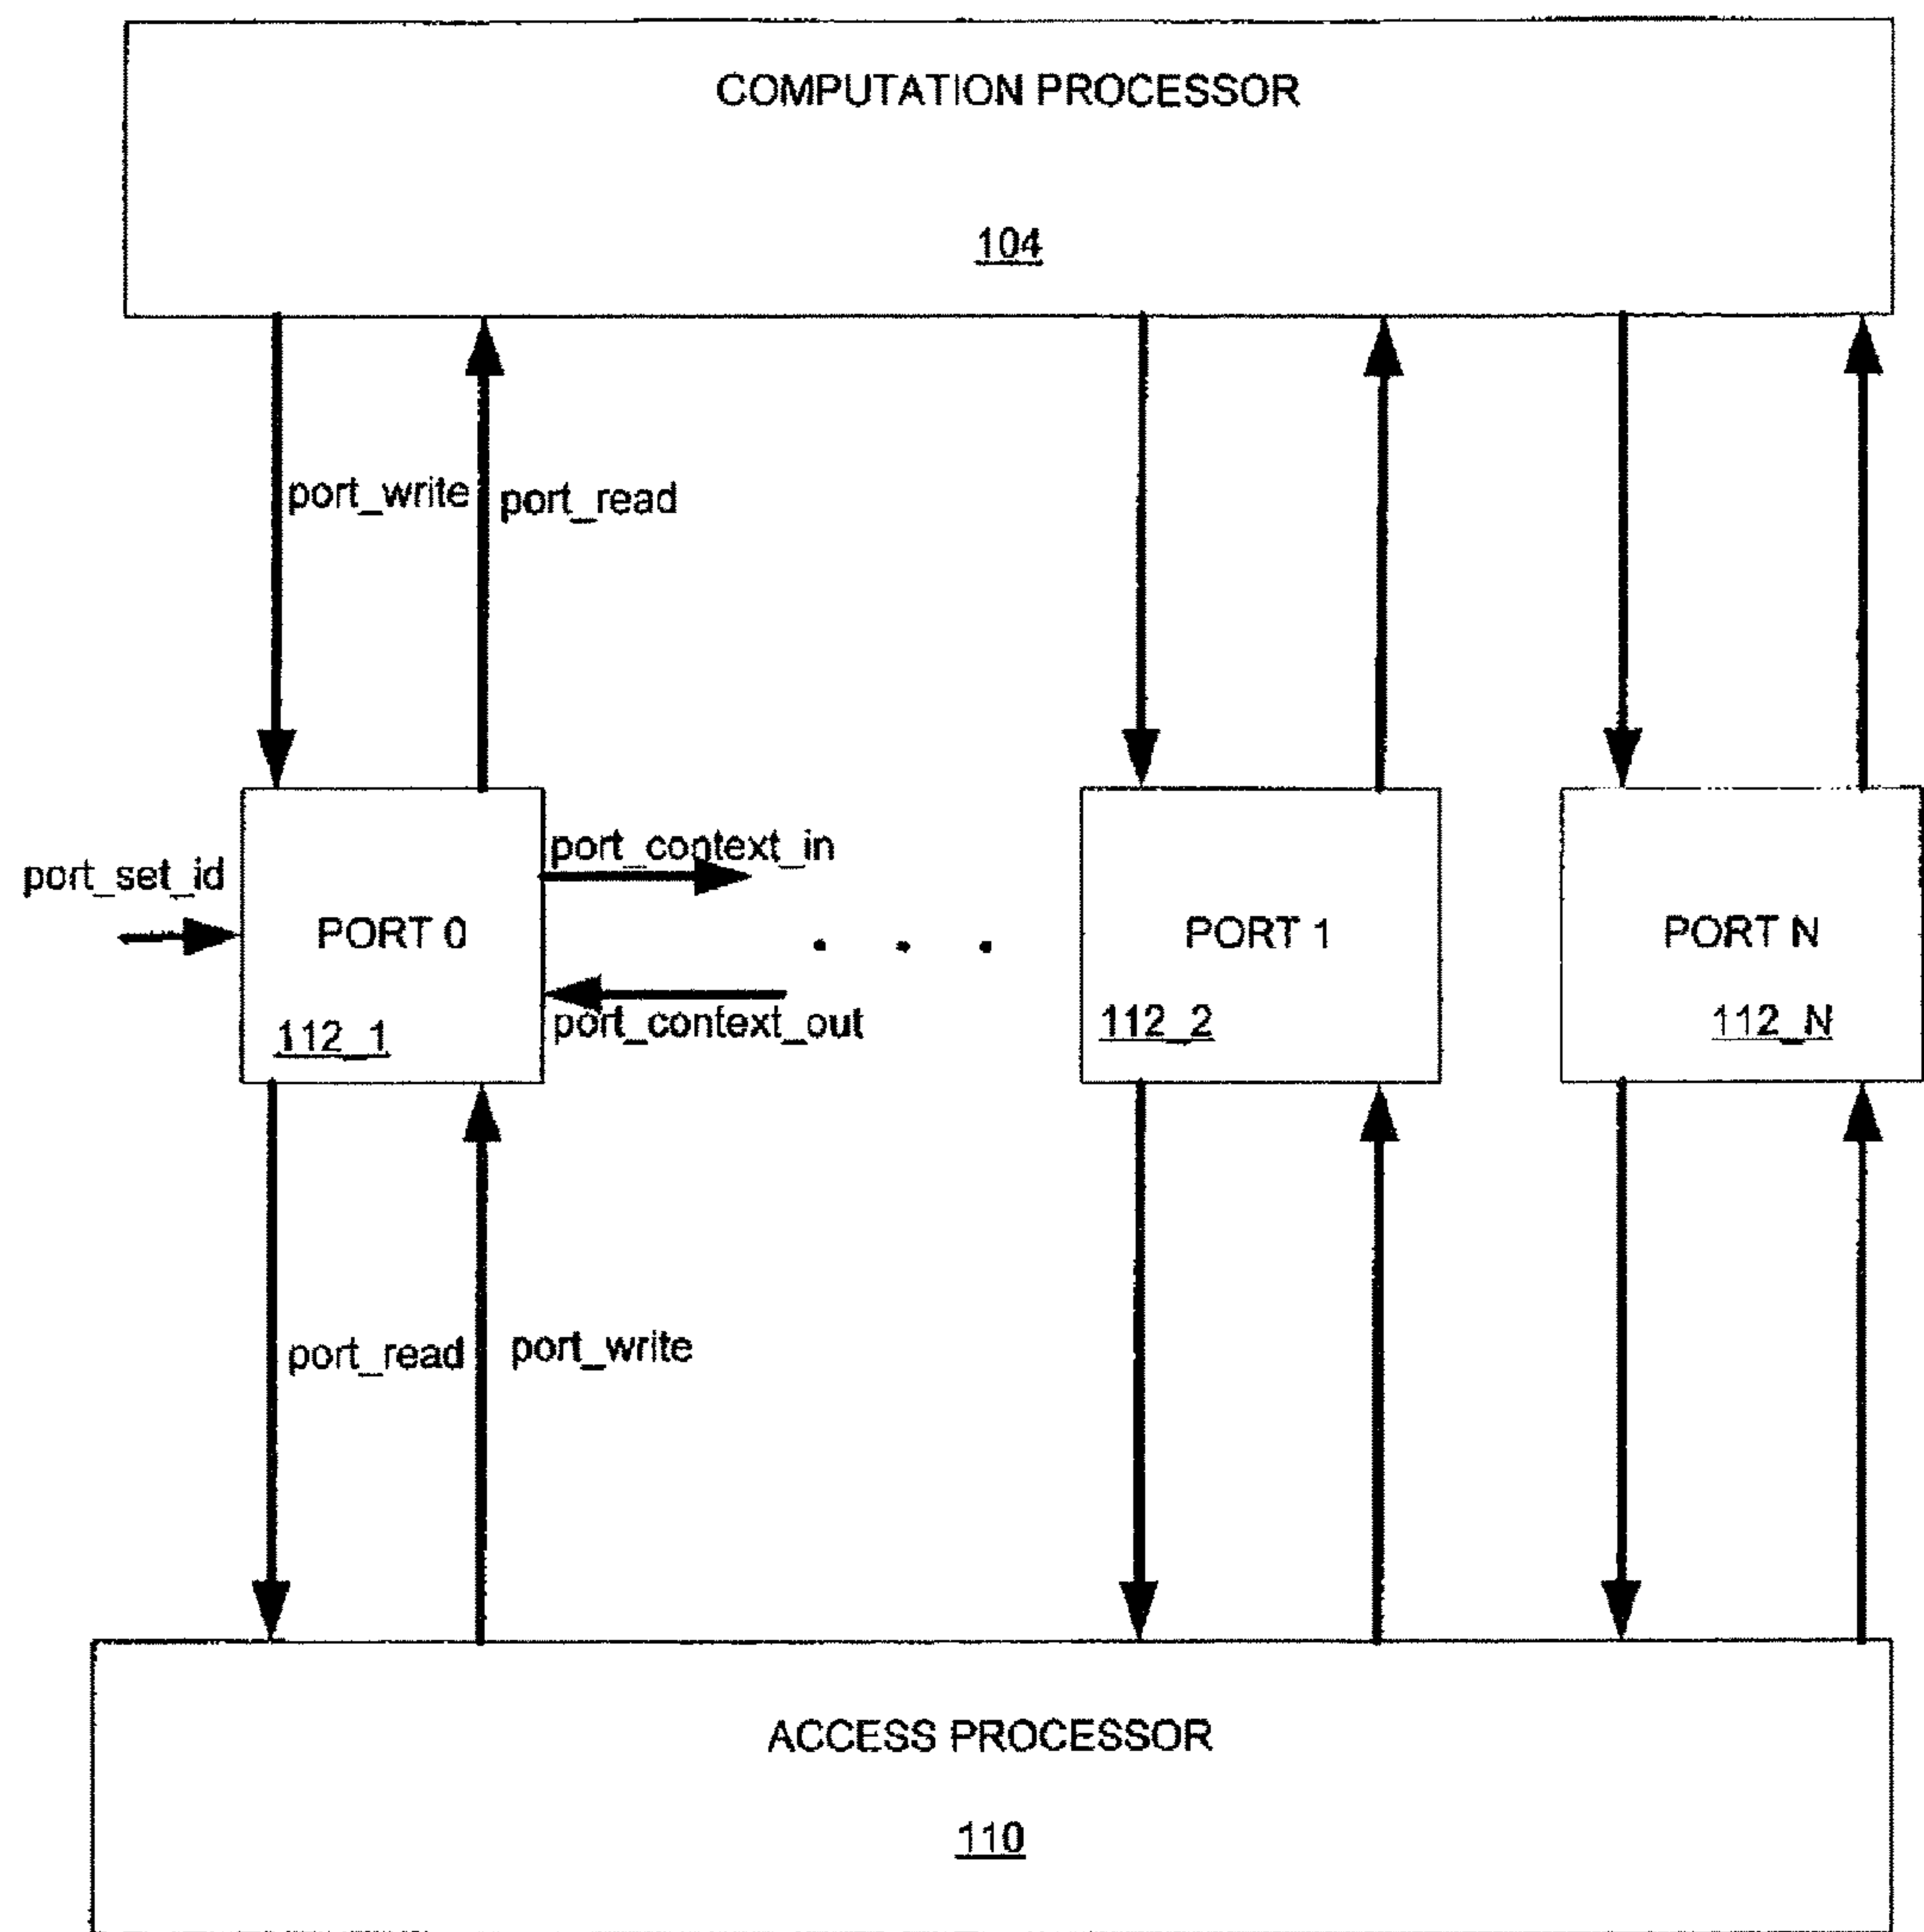 COMPUTATION PROCESSOR
104
port_write
port_read
port_set_id
port_context_in
PORT 0
. . .
PORT 1
PORT N
port_context_out
112_1
112_2
112_N
port_read
port_write
ACCESS PROCESSOR
110